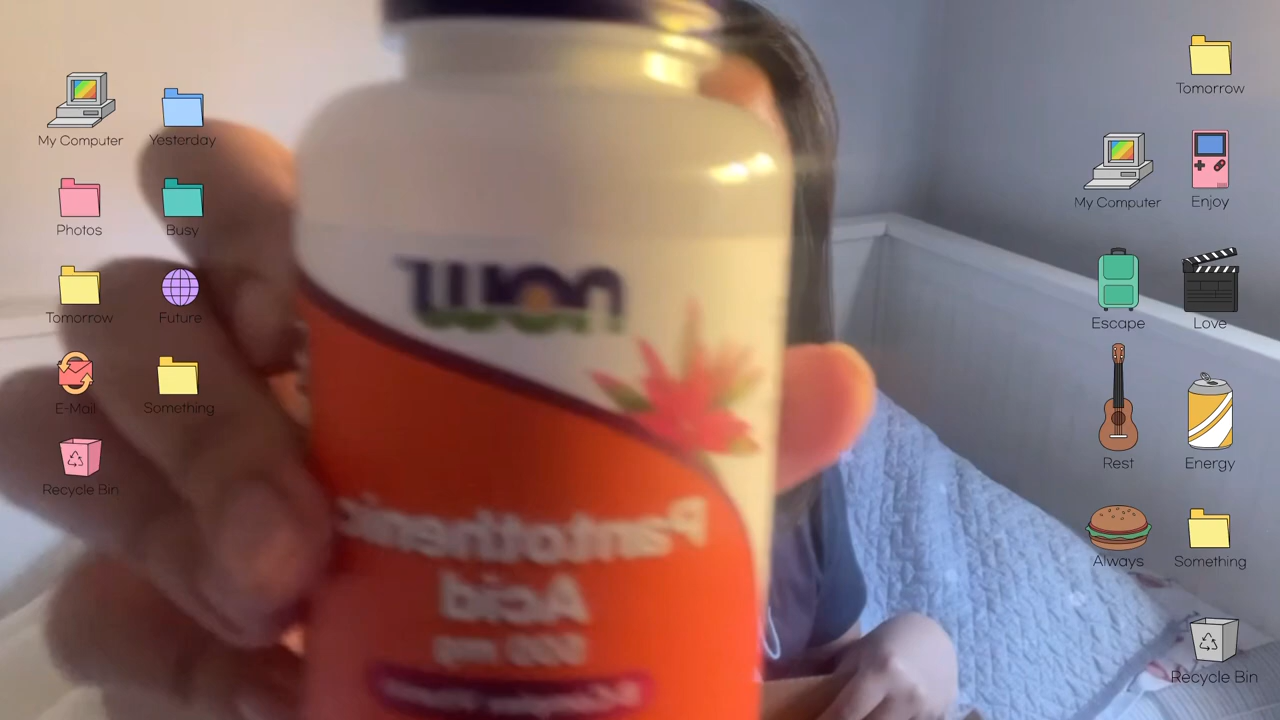 My Computer
Yesterday
Photos
Busy
Tomorrow
Future
E-Mail
Something
Recycle Bin
now
Pantothenic
Acid
500 mg
Tomorrow
My Computer
Enjoy
Escape
Love
Rest
Energy
Always
Something
Recycle Bin